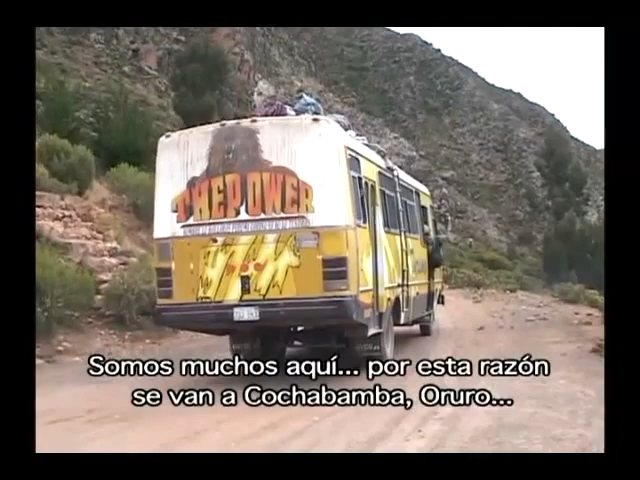 THE POWER
Somos muchos aquí... por esta razón
se van a Cochabamba, Oruro...